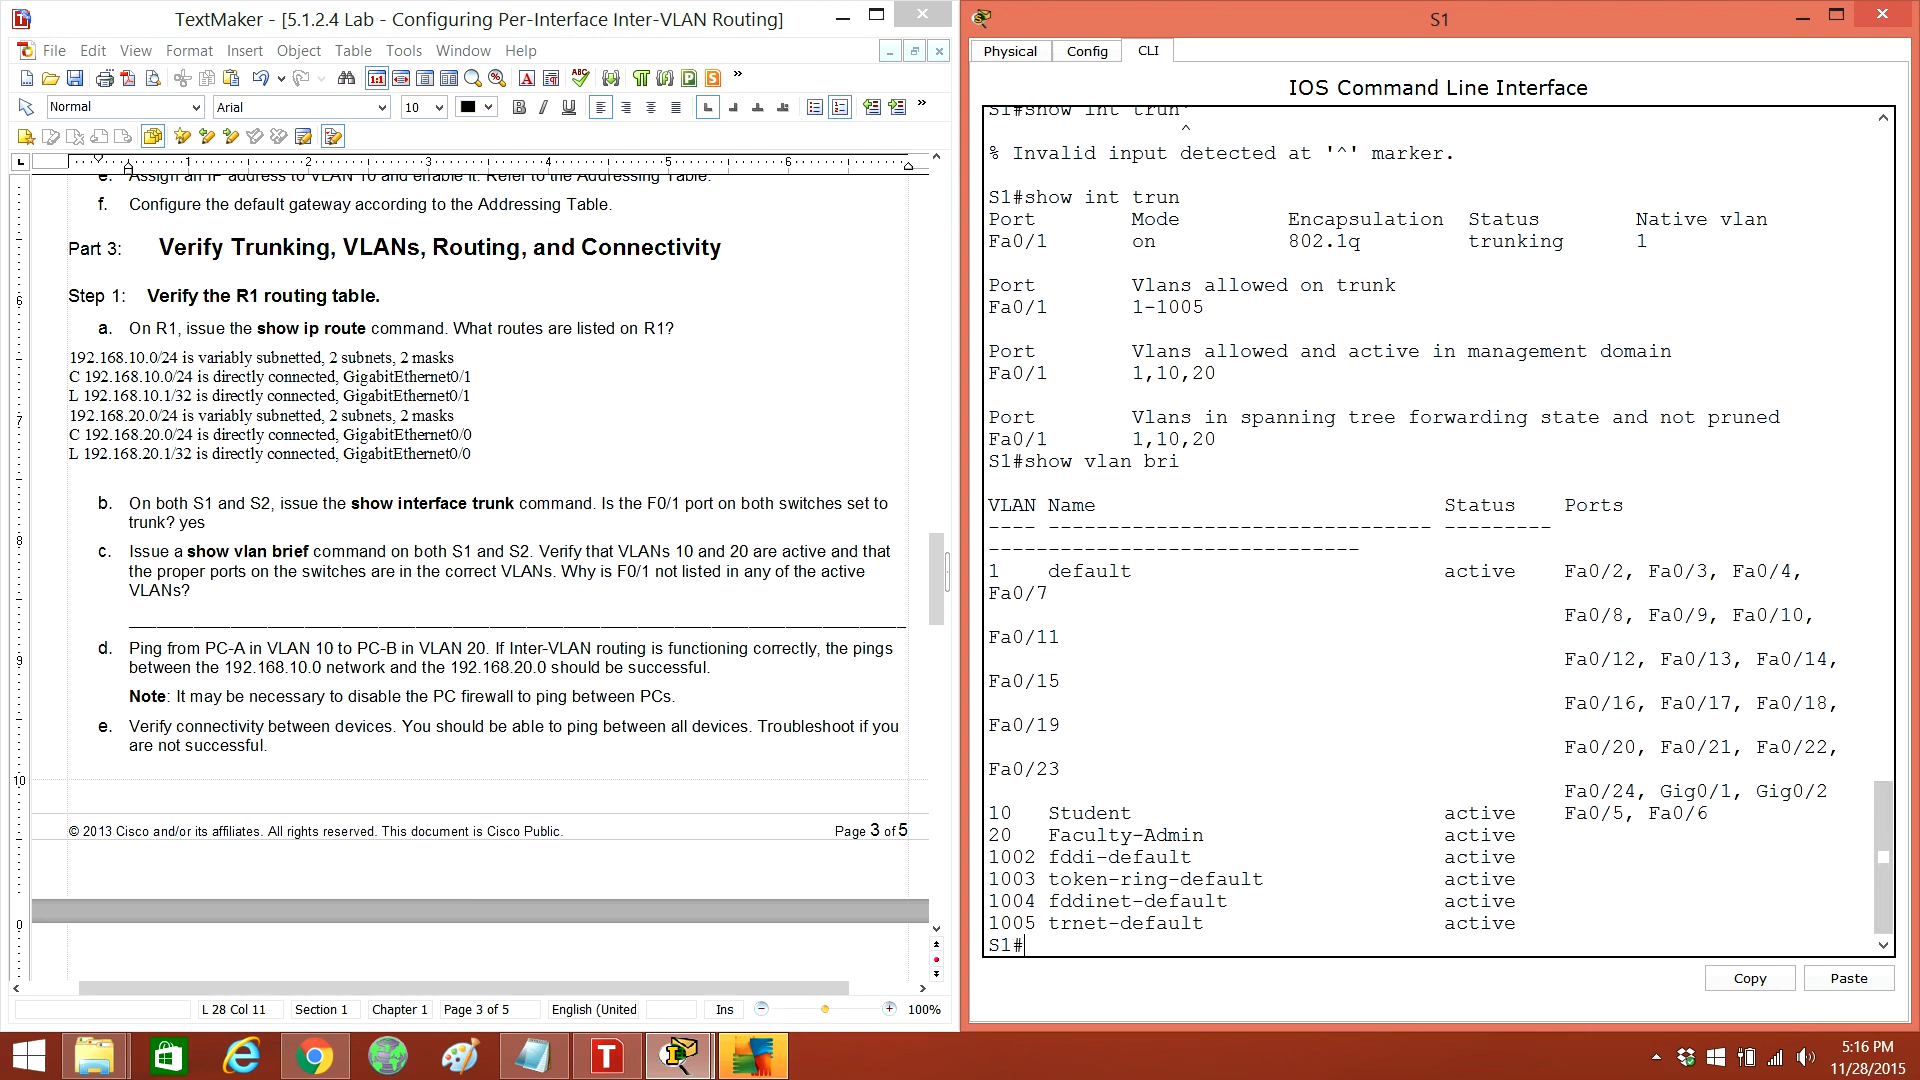 TextMaker - [5.1.2.4 Lab - Configuring Per-Interface Inter-VLAN Routing]
File Edit View Format Insert Object Table Tools Window Help
Normal Arial 10
e. Assign an IP address to VLAN 10 and enable it. Refer to the Addressing Table.
f. Configure the default gateway according to the Addressing Table.
Part 3: Verify Trunking, VLANs, Routing, and Connectivity
Step 1: Verify the R1 routing table.
a. On R1, issue the show ip route command. What routes are listed on R1?
192.168.10.0/24 is variably subnetted, 2 subnets, 2 masks
C 192.168.10.0/24 is directly connected, GigabitEthernet0/1
L 192.168.10.1/32 is directly connected, GigabitEthernet0/1
192.168.20.0/24 is variably subnetted, 2 subnets, 2 masks
C 192.168.20.0/24 is directly connected, GigabitEthernet0/0
L 192.168.20.1/32 is directly connected, GigabitEthernet0/0
b. On both S1 and S2, issue the show interface trunk command. Is the F0/1 port on both switches set to
trunk? yes
c. Issue a show vlan brief command on both S1 and S2. Verify that VLANs 10 and 20 are active and that
the proper ports on the switches are in the correct VLANs. Why is F0/1 not listed in any of the active
VLANs?
d. Ping from PC-A in VLAN 10 to PC-B in VLAN 20. If Inter-VLAN routing is functioning correctly, the pings
between the 192.168.10.0 network and the 192.168.20.0 should be successful.
Note: It may be necessary to disable the PC firewall to ping between PCs.
e. Verify connectivity between devices. You should be able to ping between all devices. Troubleshoot if you
are not successful.
© 2013 Cisco and/or its affiliates. All rights reserved. This document is Cisco Public. Page 3 of 5
L 28 Col 11 Section 1 Chapter 1 Page 3 of 5 English (United Ins 100%
S1
Physical Config CLI
IOS Command Line Interface
S1#show int trun'
^
% Invalid input detected at '^' marker.
S1#show int trun
Port Mode Encapsulation Status Native vlan
Fa0/1 on 802.1q trunking 1
Port Vlans allowed on trunk
Fa0/1 1-1005
Port Vlans allowed and active in management domain
Fa0/1 1,10,20
Port Vlans in spanning tree forwarding state and not pruned
Fa0/1 1,10,20
S1#show vlan bri
VLAN Name Status Ports
---- -------------------------------- ---------
-------------------------------
1 default active Fa0/2, Fa0/3, Fa0/4,
Fa0/7
Fa0/8, Fa0/9, Fa0/10,
Fa0/11
Fa0/12, Fa0/13, Fa0/14,
Fa0/15
Fa0/16, Fa0/17, Fa0/18,
Fa0/19
Fa0/20, Fa0/21, Fa0/22,
Fa0/23
Fa0/24, Gig0/1, Gig0/2
10 Student active Fa0/5, Fa0/6
20 Faculty-Admin active
1002 fddi-default active
1003 token-ring-default active
1004 fddinet-default active
1005 trnet-default active
S1#
Copy Paste
5:16 PM
11/28/2015